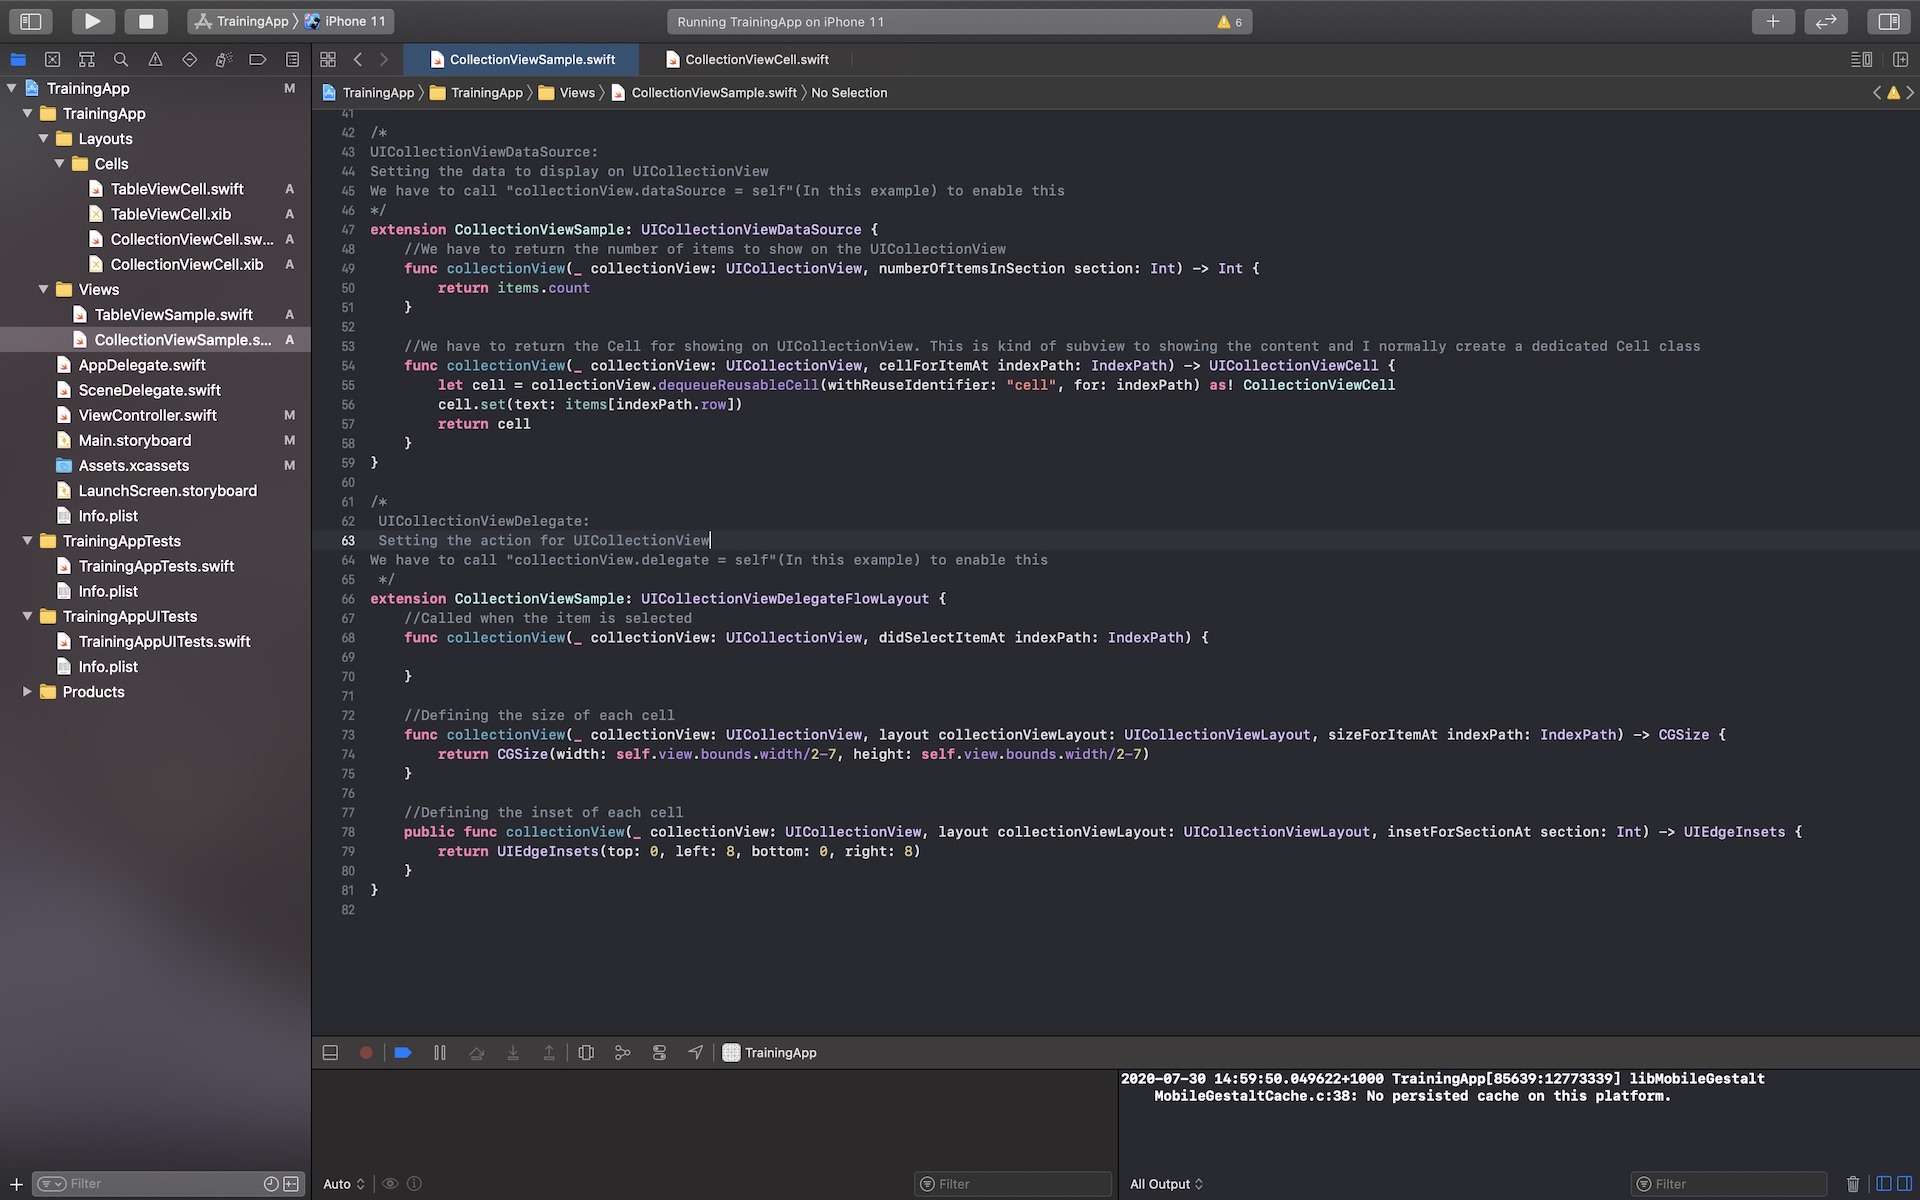 TrainingApp 〉 iPhone 11
Running TrainingApp on iPhone 11
6
CollectionViewSample.swift
CollectionViewCell.swift
TrainingApp 〉 TrainingApp 〉 Views 〉 CollectionViewSample.swift 〉 No Selection
TrainingApp M
TrainingApp
Layouts
Cells
TableViewCell.swift A
TableViewCell.xib A
CollectionViewCell.sw... A
CollectionViewCell.xib A
Views
TableViewSample.swift A
CollectionViewSample.s... A
AppDelegate.swift
SceneDelegate.swift
ViewController.swift M
Main.storyboard M
Assets.xcassets M
LaunchScreen.storyboard
Info.plist
TrainingAppTests
TrainingAppTests.swift
Info.plist
TrainingAppUITests
TrainingAppUITests.swift
Info.plist
Products
Filter
41
42 /*
43 UICollectionViewDataSource:
44 Setting the data to display on UICollectionView
45 We have to call "collectionView.dataSource = self"(In this example) to enable this
46 */
47 extension CollectionViewSample: UICollectionViewDataSource {
48 //We have to return the number of items to show on the UICollectionView
49 func collectionView(_ collectionView: UICollectionView, numberOfItemsInSection section: Int) -> Int {
50 return items.count
51 }
52
53 //We have to return the Cell for showing on UICollectionView. This is kind of subview to showing the content and I normally create a dedicated Cell class
54 func collectionView(_ collectionView: UICollectionView, cellForItemAt indexPath: IndexPath) -> UICollectionViewCell {
55 let cell = collectionView.dequeueReusableCell(withReuseIdentifier: "cell", for: indexPath) as! CollectionViewCell
56 cell.set(text: items[indexPath.row])
57 return cell
58 }
59 }
60
61 /*
62 UICollectionViewDelegate:
63 Setting the action for UICollectionView
64 We have to call "collectionView.delegate = self"(In this example) to enable this
65 */
66 extension CollectionViewSample: UICollectionViewDelegateFlowLayout {
67 //Called when the item is selected
68 func collectionView(_ collectionView: UICollectionView, didSelectItemAt indexPath: IndexPath) {
69
70 }
71
72 //Defining the size of each cell
73 func collectionView(_ collectionView: UICollectionView, layout collectionViewLayout: UICollectionViewLayout, sizeForItemAt indexPath: IndexPath) -> CGSize {
74 return CGSize(width: self.view.bounds.width/2-7, height: self.view.bounds.width/2-7)
75 }
76
77 //Defining the inset of each cell
78 public func collectionView(_ collectionView: UICollectionView, layout collectionViewLayout: UICollectionViewLayout, insetForSectionAt section: Int) -> UIEdgeInsets {
79 return UIEdgeInsets(top: 0, left: 8, bottom: 0, right: 8)
80 }
81 }
82
TrainingApp
2020-07-30 14:59:50.049622+1000 TrainingApp[85639:12773339] libMobileGestalt
MobileGestaltCache.c:38: No persisted cache on this platform.
Auto
Filter
All Output
Filter